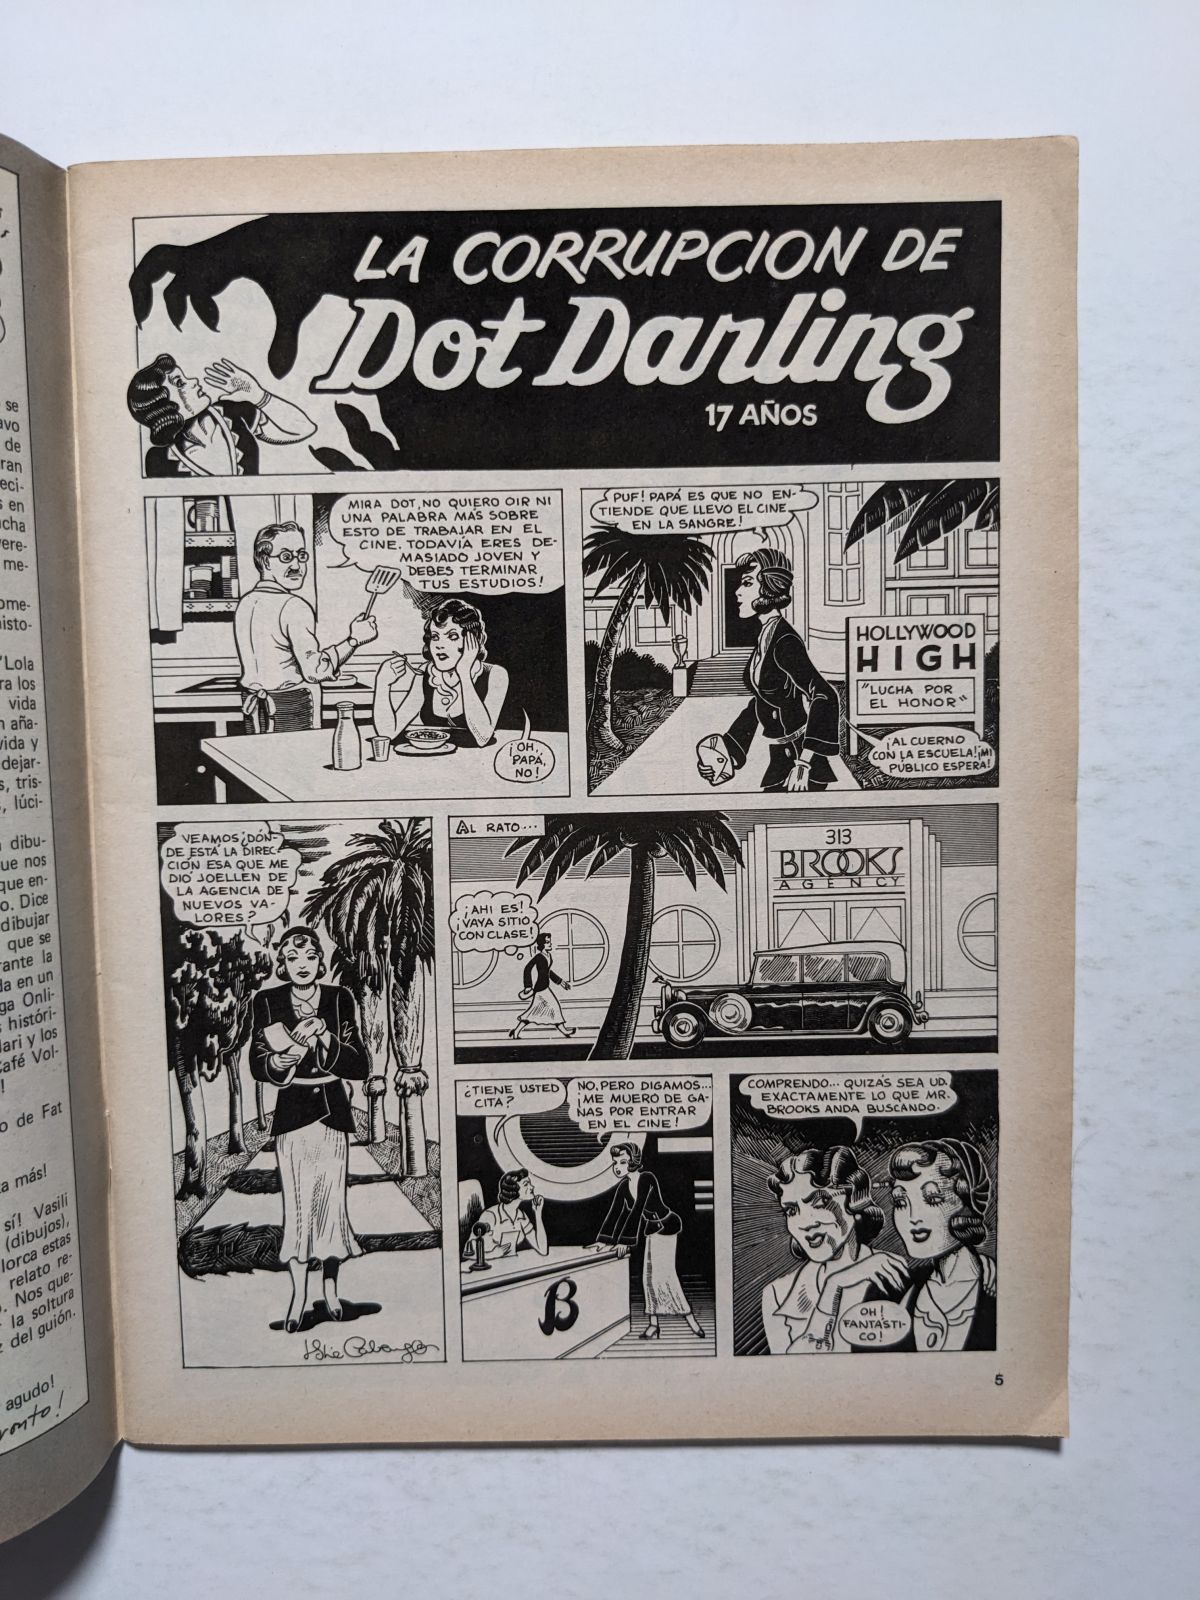 se
avo
de
ran
eci-
s en
ucha
vere-
me-
ome-
histo-
"Lola
ra los
vida
n aña-
vida y
dejar-
s, tris-
, lúci-
dibu-
que nos
que en-
o. Dice
dibujar
que se
rante la
da en un
ga Onli-
s históri-
lari y los
Café Vol-
!
o de Fat
ta más!
sí! Vasili
(dibujos),
lorca estas
relato re-
o. Nos que-
la soltura
del guión.
agudo!
ronto!
LA CORRUPCION DE
Dot Darling
17 AÑOS
MIRA DOT, NO QUIERO OIR NI
UNA PALABRA MÁS SOBRE
ESTO DE TRABAJAR EN EL
CINE. TODAVÍA ERES DE-
MASIADO JOVEN Y
DEBES TERMINAR
TUS ESTUDIOS!
¡OH,
PAPÁ,
NO!
PUF! PAPÁ ES QUE NO EN-
TIENDE QUE LLEVO EL CINE
EN LA SANGRE!
HOLLYWOOD
HIGH
"LUCHA POR
EL HONOR"
¡AL CUERNO
CON LA ESCUELA! ¡MI
PÚBLICO ESPERA!
VEAMOS ¿DÓN-
DE ESTÁ LA DIREC-
CIÓN ESA QUE ME
DIÓ JOELLEN DE
LA AGENCIA DE
NUEVOS VA-
LORES?
AL RATO...
¡AHI ES!
¡VAYA SITIO
CON CLASE!
313
BROOKS
AGENCY
¿TIENE USTED
CITA?
NO, PERO DIGAMOS...
¡ME MUERO DE GA-
NAS POR ENTRAR
EN EL CINE!
B
COMPRENDO... QUIZÁS SEA UD.
EXACTAMENTE LO QUE MR.
BROOKS ANDA BUSCANDO.
OH!
FANTÁSTI-
CO!
5